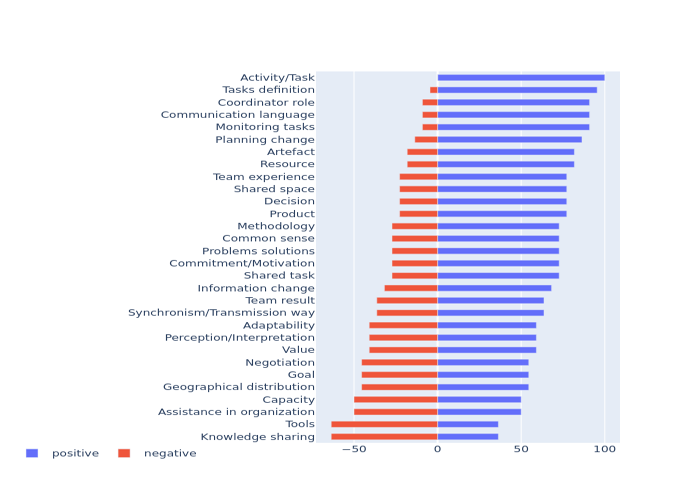 Activity/Task
Tasks definition
Coordinator role
Communication language
Monitoring tasks
Planning change
Artefact
Resource
Team experience
Shared space
Decision
Product
Methodology
Common sense
Problems solutions
Commitment/Motivation
Shared task
Information change
Team result
Synchronism/Transmission way
Adaptability
Perception/Interpretation
Value
Negotiation
Goal
Geographical distribution
Capacity
Assistance in organization
Tools
Knowledge sharing
−50 0 50 100
positive negative